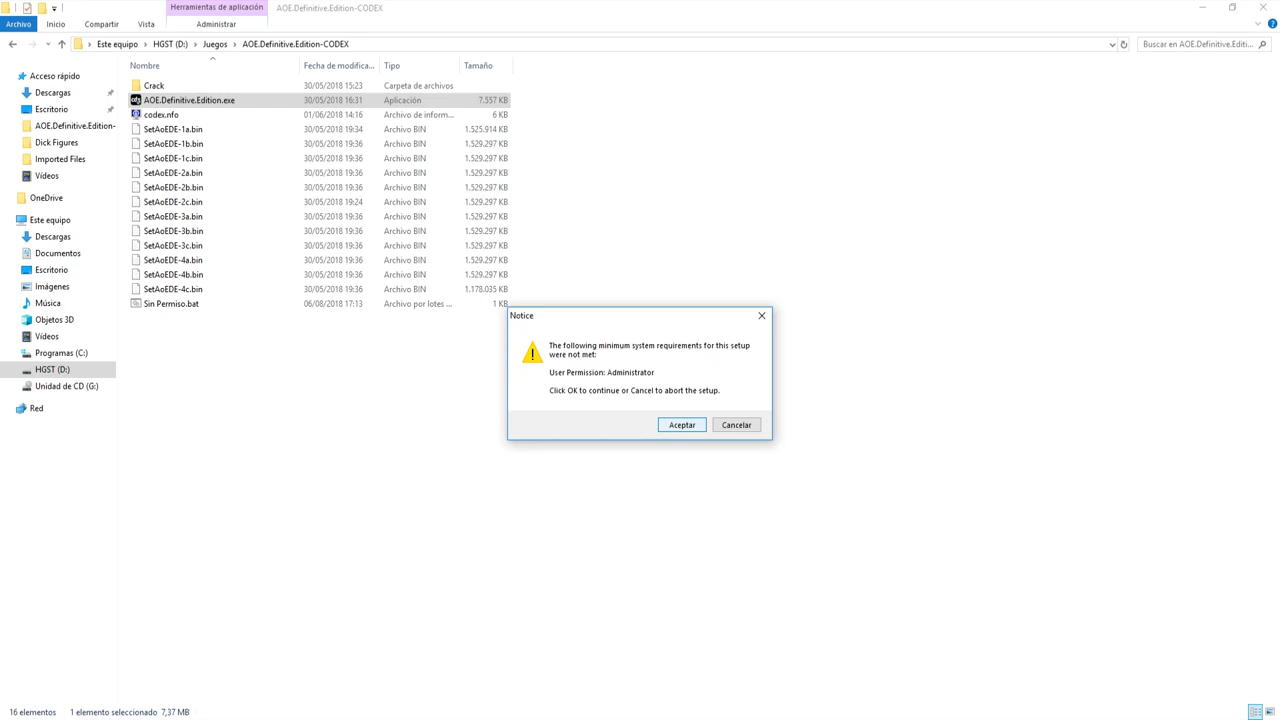 Herramientas de aplicación
AOE.Definitive.Edition-CODEX
Archivo
Inicio
Compartir
Vista
Administrar
Este equipo
HGST (D:)
Juegos
AOE.Definitive.Edition-CODEX
Buscar en AOE.Definitive.Editi...
Nombre
Fecha de modifica...
Tipo
Tamaño
Acceso rápido
Descargas
Escritorio
AOE.Definitive.Edition-
Dick Figures
Imported Files
Vídeos
OneDrive
Este equipo
Descargas
Documentos
Escritorio
Imágenes
Música
Objetos 3D
Vídeos
Programas (C:)
HGST (D:)
Unidad de CD (G:)
Red
Crack 30/05/2018 15:23 Carpeta de archivos
AOE.Definitive.Edition.exe 30/05/2018 16:31 Aplicación 7.557 KB
codex.nfo 01/06/2018 14:16 Archivo de inform... 6 KB
SetAoEDE-1a.bin 30/05/2018 19:34 Archivo BIN 1.525.914 KB
SetAoEDE-1b.bin 30/05/2018 19:36 Archivo BIN 1.529.297 KB
SetAoEDE-1c.bin 30/05/2018 19:36 Archivo BIN 1.529.297 KB
SetAoEDE-2a.bin 30/05/2018 19:36 Archivo BIN 1.529.297 KB
SetAoEDE-2b.bin 30/05/2018 19:36 Archivo BIN 1.529.297 KB
SetAoEDE-2c.bin 30/05/2018 19:24 Archivo BIN 1.529.297 KB
SetAoEDE-3a.bin 30/05/2018 19:36 Archivo BIN 1.529.297 KB
SetAoEDE-3b.bin 30/05/2018 19:36 Archivo BIN 1.529.297 KB
SetAoEDE-3c.bin 30/05/2018 19:36 Archivo BIN 1.529.297 KB
SetAoEDE-4a.bin 30/05/2018 19:36 Archivo BIN 1.529.297 KB
SetAoEDE-4b.bin 30/05/2018 19:36 Archivo BIN 1.529.297 KB
SetAoEDE-4c.bin 30/05/2018 19:36 Archivo BIN 1.178.035 KB
Sin Permiso.bat 06/08/2018 17:13 Archivo por lotes ... 1 KB
Notice
The following minimum system requirements for this setup
were not met:
User Permission: Administrator
Click OK to continue or Cancel to abort the setup.
Aceptar
Cancelar
16 elementos
1 elemento seleccionado 7,37 MB